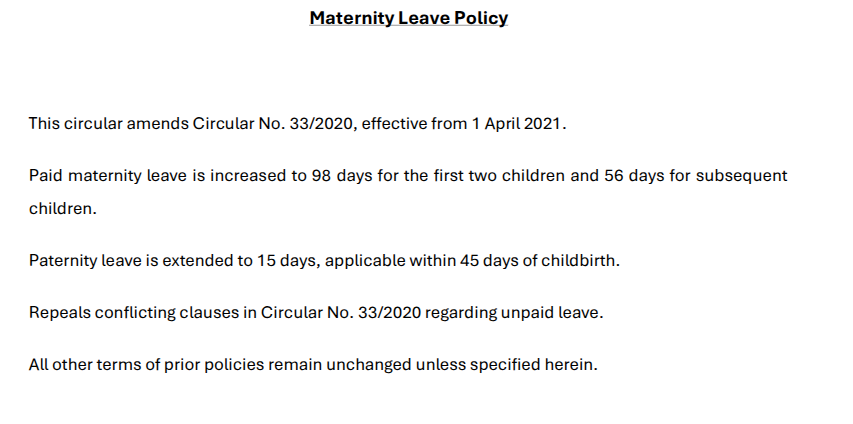 Maternity Leave Policy
This circular amends Circular No. 33/2020, effective from 1 April 2021.
Paid maternity leave is increased to 98 days for the first two children and 56 days for subsequent
children.
Paternity leave is extended to 15 days, applicable within 45 days of childbirth.
Repeals conflicting clauses in Circular No. 33/2020 regarding unpaid leave.
All other terms of prior policies remain unchanged unless specified herein.